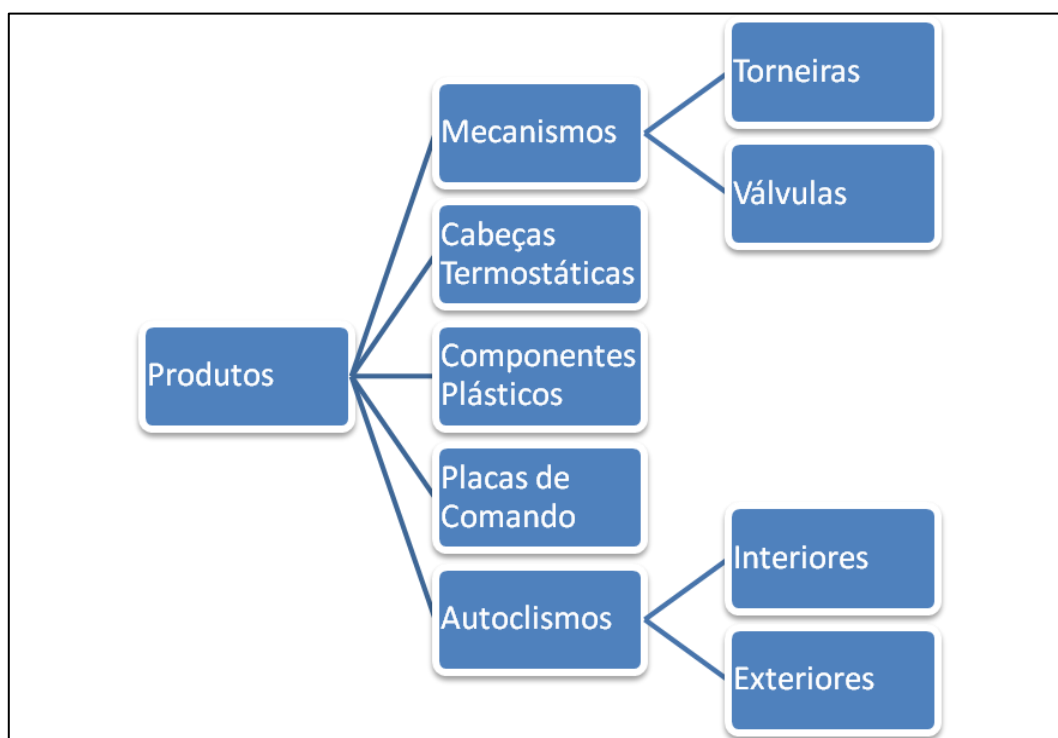 Produtos
Mecanismos
Torneiras
Válvulas
Cabeças
Termostáticas
Componentes
Plásticos
Placas de
Comando
Autoclismos
Interiores
Exteriores